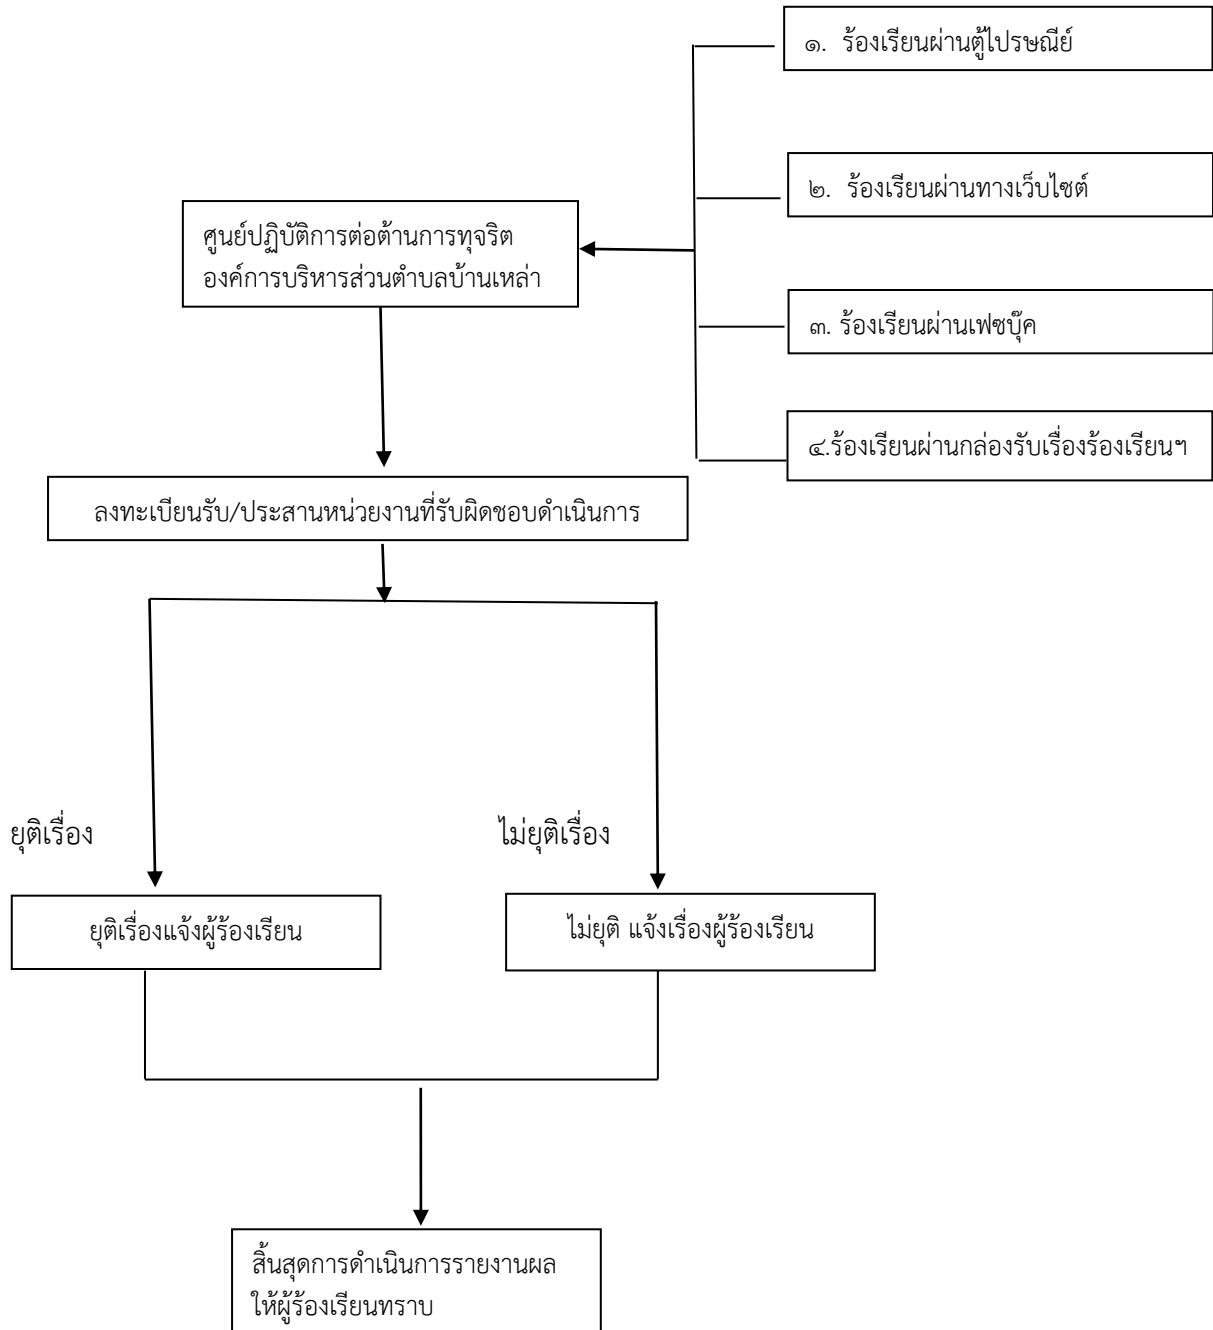 ๑. ร้องเรียนผ่านตู้ไปรษณีย์
๒. ร้องเรียนผ่านทางเว็บไซต์
ศูนย์ปฏิบัติการต่อต้านการทุจริต
องค์การบริหารส่วนตำบลบ้านเหล่า
๓. ร้องเรียนผ่านเฟซบุ๊ค
๔.ร้องเรียนผ่านกล่องรับเรื่องร้องเรียนฯ
ลงทะเบียนรับ/ประสานหน่วยงานที่รับผิดชอบดำเนินการ
ยุติเรื่อง
ไม่ยุติเรื่อง
ยุติเรื่องแจ้งผู้ร้องเรียน
ไม่ยุติ แจ้งเรื่องผู้ร้องเรียน
สิ้นสุดการดำเนินการรายงานผล
ให้ผู้ร้องเรียนทราบ